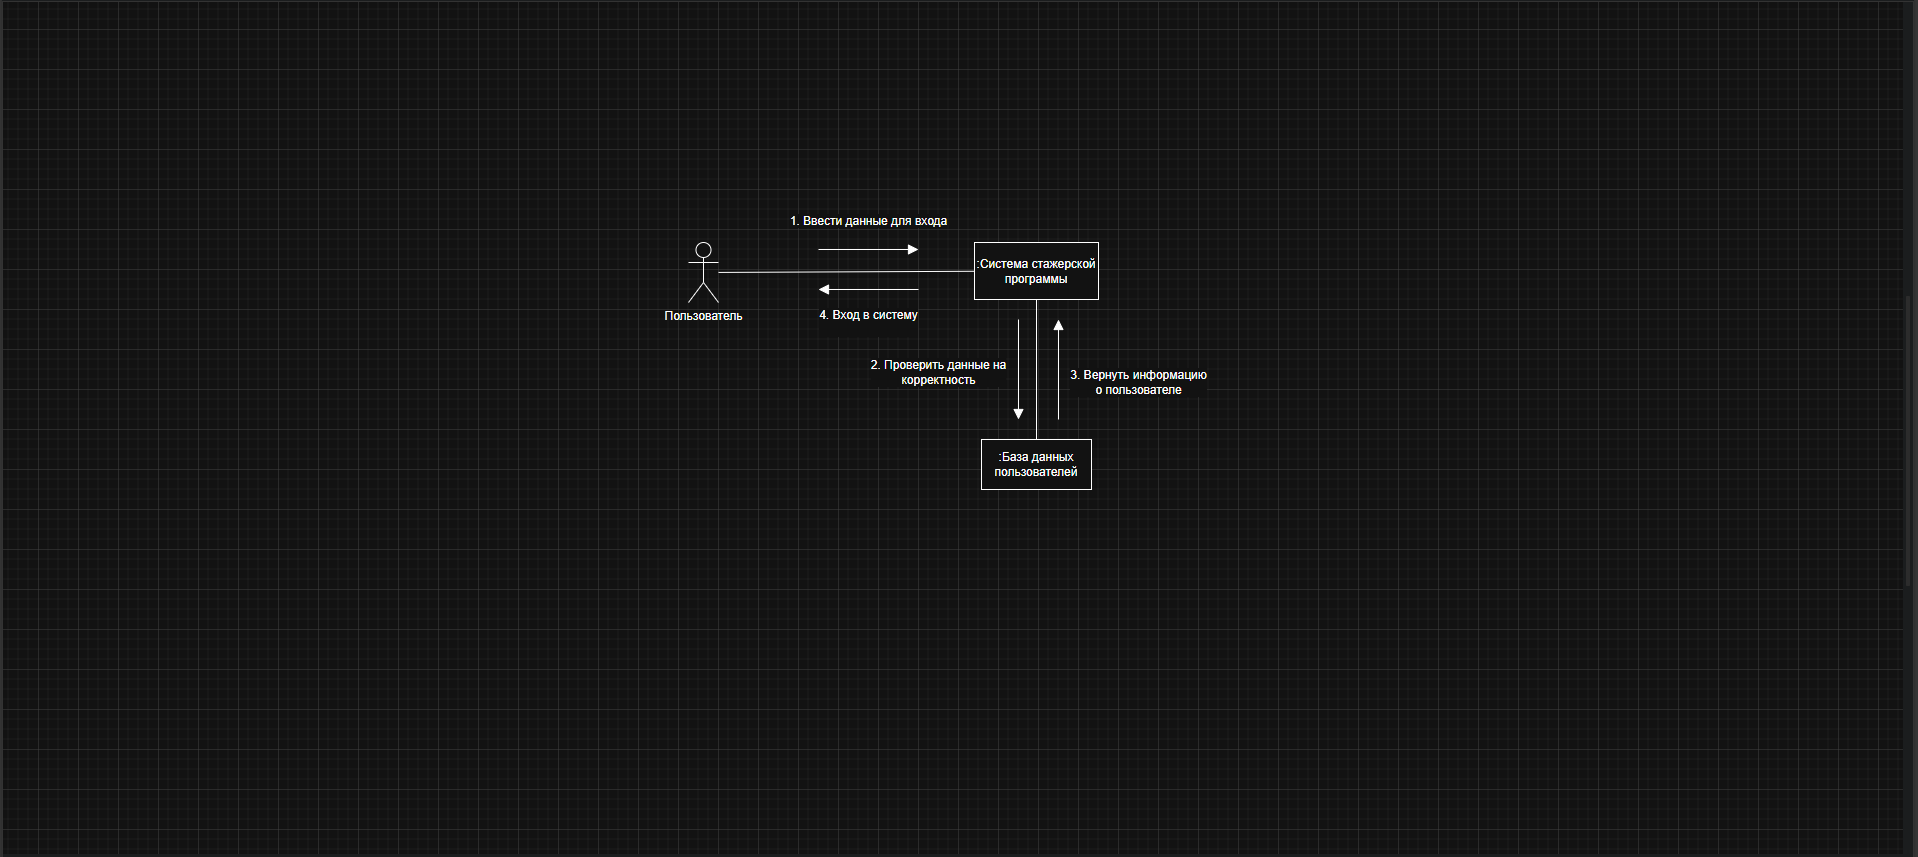 1. Ввести данные для входа
:Система стажерской
программы
Пользователь
4. Вход в систему
2. Проверить данные на
корректность
3. Вернуть информацию
о пользователе
:База данных
пользователей